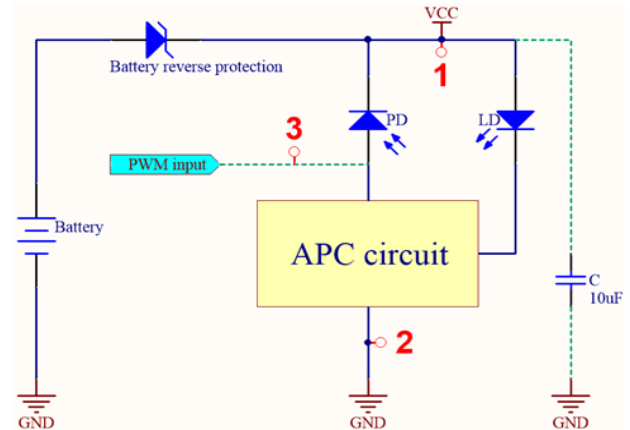 VCC
Battery reverse protection
1
PD
LD
3
PWM input
Battery
APC circuit
C
10uF
2
GND
GND
GND